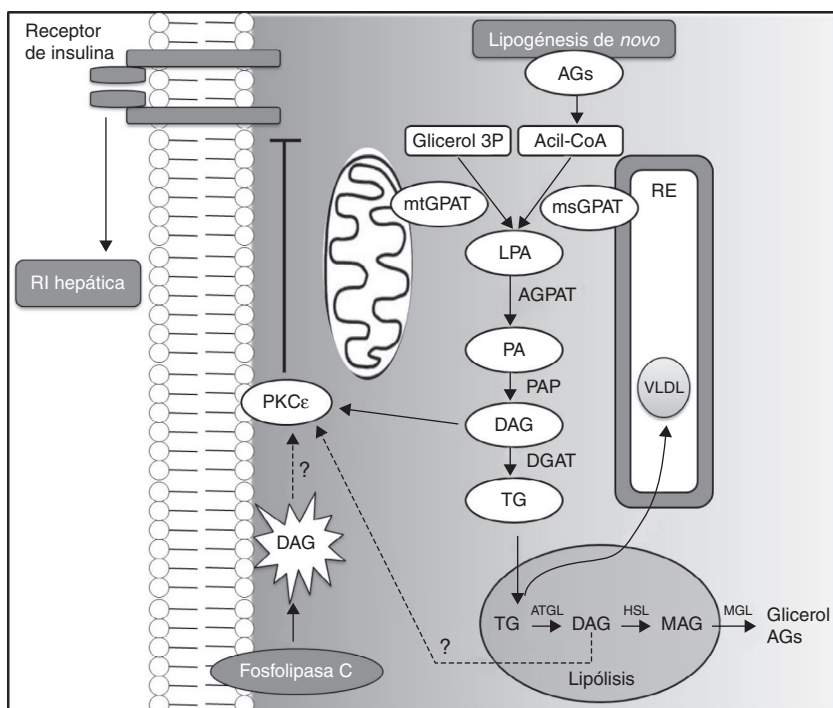 Receptor
de insulina
Lipogénesis de novo
AGs
Glicerol 3P
Acil-CoA
mtGPAT
msGPAT
RE
LPA
RI hepática
AGPAT
PA
PAP
VLDL
PKCε
DAG
DGAT
?
TG
DAG
TG
ATGL
DAG
HSL
MAG
MGL
Glicerol
AGs
?
Fosfolipasa C
Lipólisis